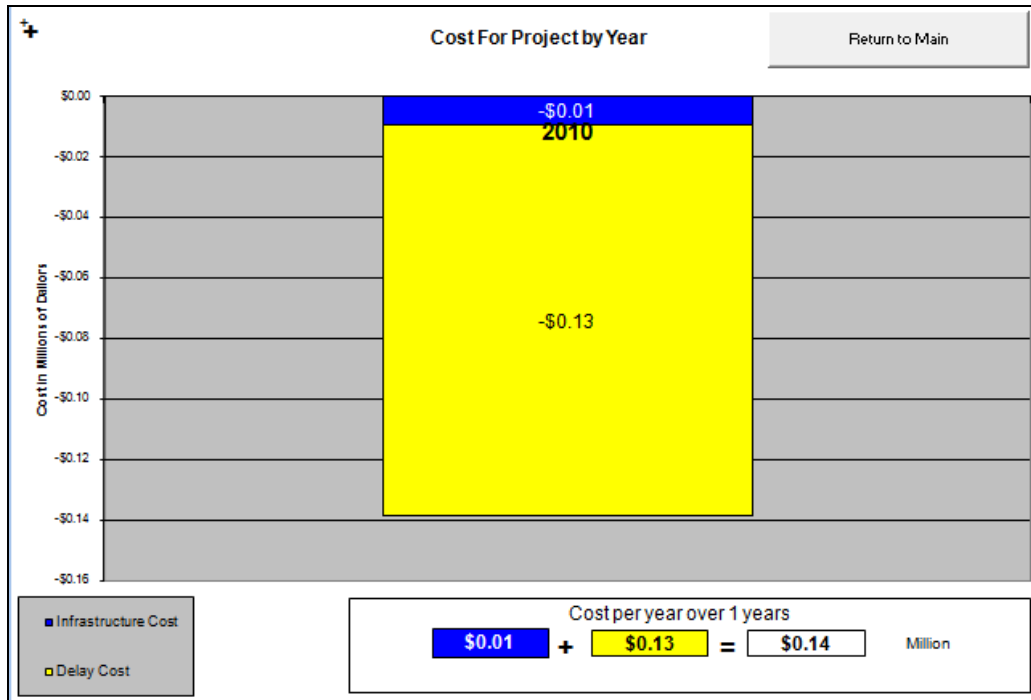 Cost For Project by Year
Return to Main
$0.00
-$0.02
-$0.04
-$0.06
-$0.08
-$0.10
-$0.12
-$0.14
-$0.16
Cost in Millions of Dallors
-$0.01
2010
-$0.13
Infrastructure Cost
Delay Cost
Cost per year over 1 years
$0.01 + $0.13 = $0.14 Million